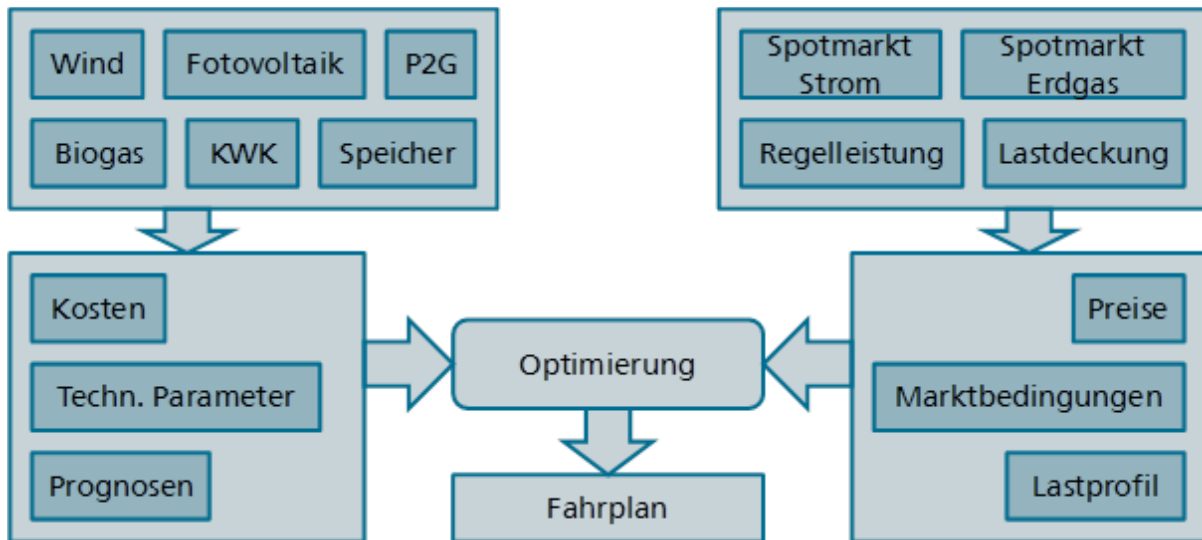 Wind
Fotovoltaik
P2G
Biogas
KWK
Speicher
Spotmarkt
Strom
Spotmarkt
Erdgas
Regelleistung
Lastdeckung
Kosten
Techn. Parameter
Prognosen
Optimierung
Fahrplan
Preise
Marktbedingungen
Lastprofil